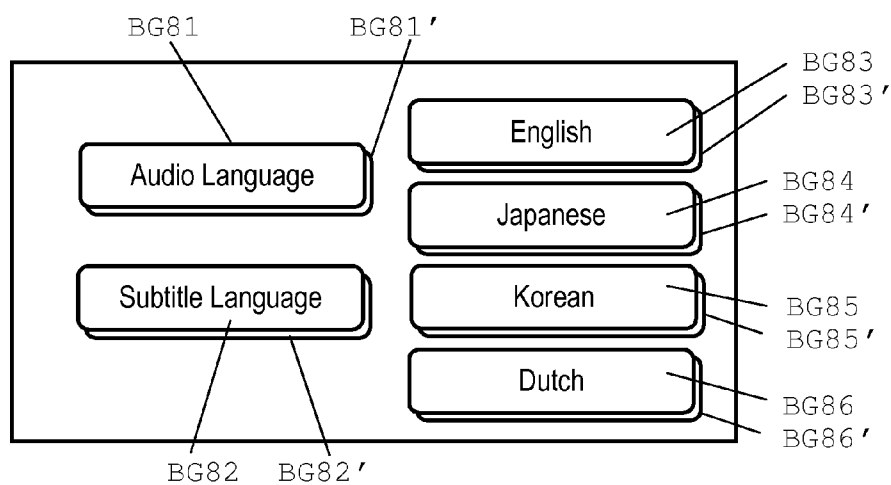 BG81 BG81'
BG83
BG83'
English
Audio Language
BG84
BG84'
Japanese
Subtitle Language
Korean
BG85
BG85'
Dutch
BG86
BG86'
BG82 BG82'